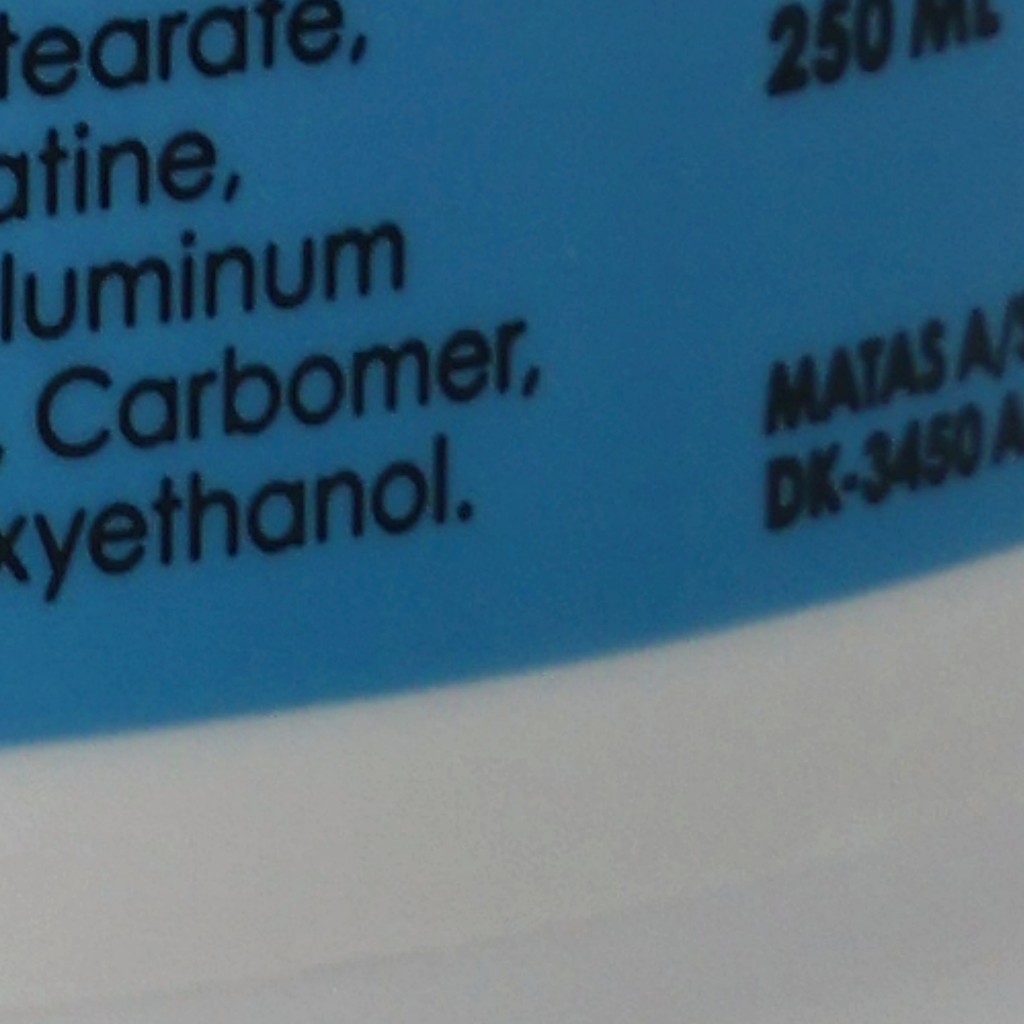 tearate,
atine,
luminum
, Carbomer,
xyethanol.
250 ML
MATAS A/S
DK-3450 A